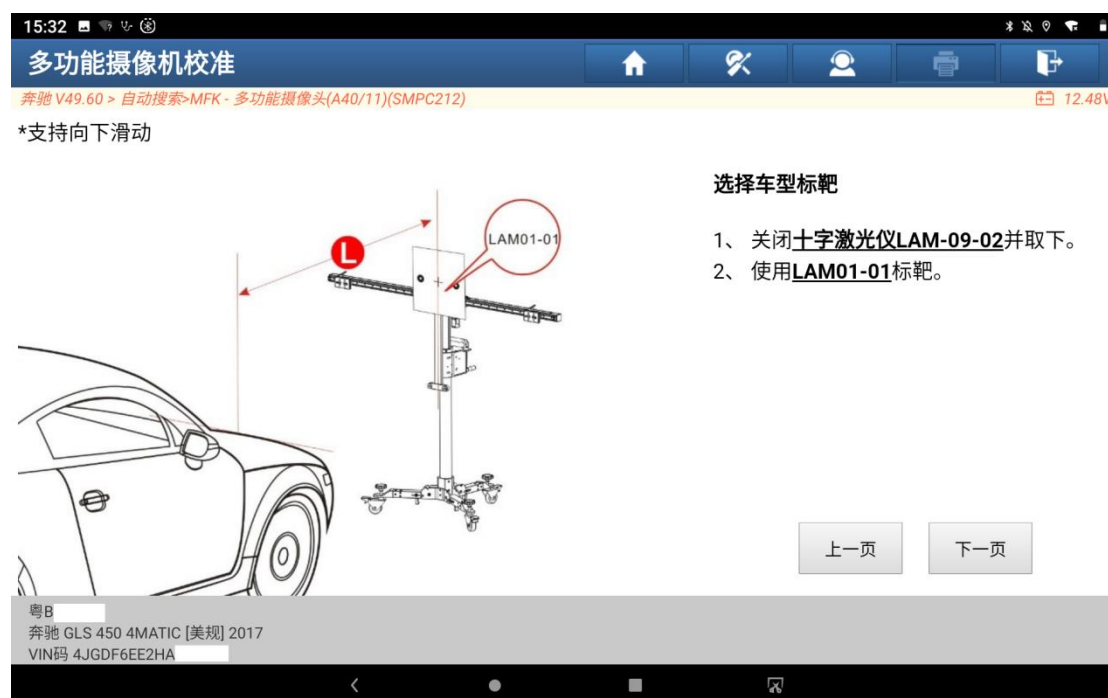 15:32
多功能摄像机校准
奔驰 V49.60 > 自动搜索>MFK - 多功能摄像头(A40/11)(SMPC212)
12.48V
*支持向下滑动
L
LAM01-01
选择车型标靶
1、 关闭十字激光仪LAM-09-02并取下。
2、 使用LAM01-01标靶。
上一页
下一页
粤B
奔驰 GLS 450 4MATIC [美规] 2017
VIN码 4JGDF6EE2HA